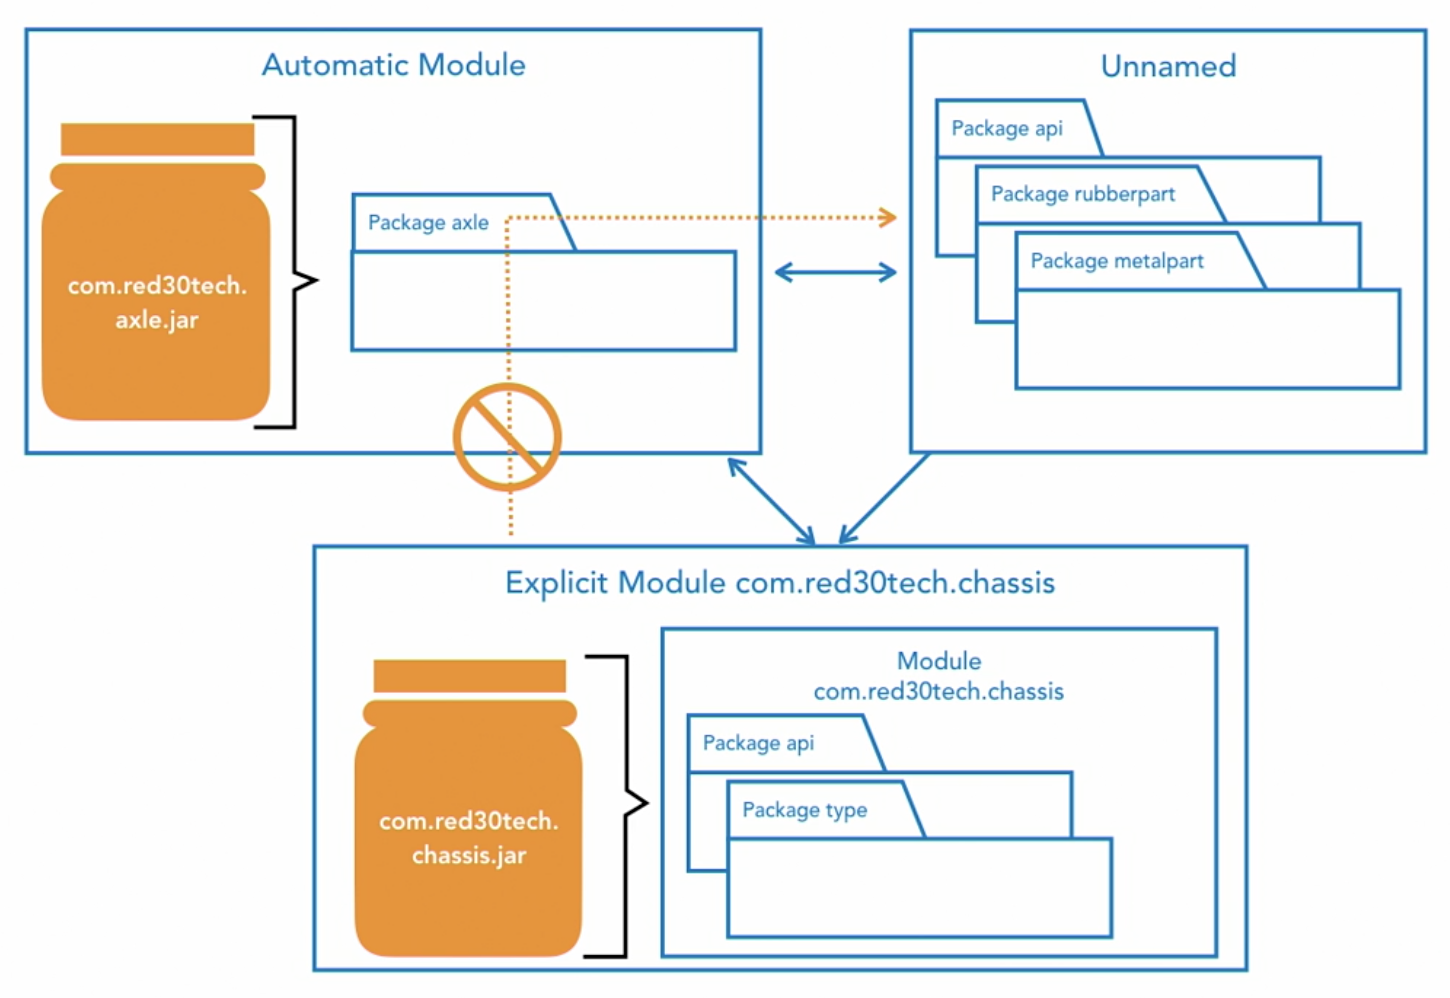 Automatic Module
com.red30tech.
axle.jar
Package axle
Unnamed
Package api
Package rubberpart
Package metalpart
Explicit Module com.red30tech.chassis
com.red30tech.
chassis.jar
Module
com.red30tech.chassis
Package api
Package type